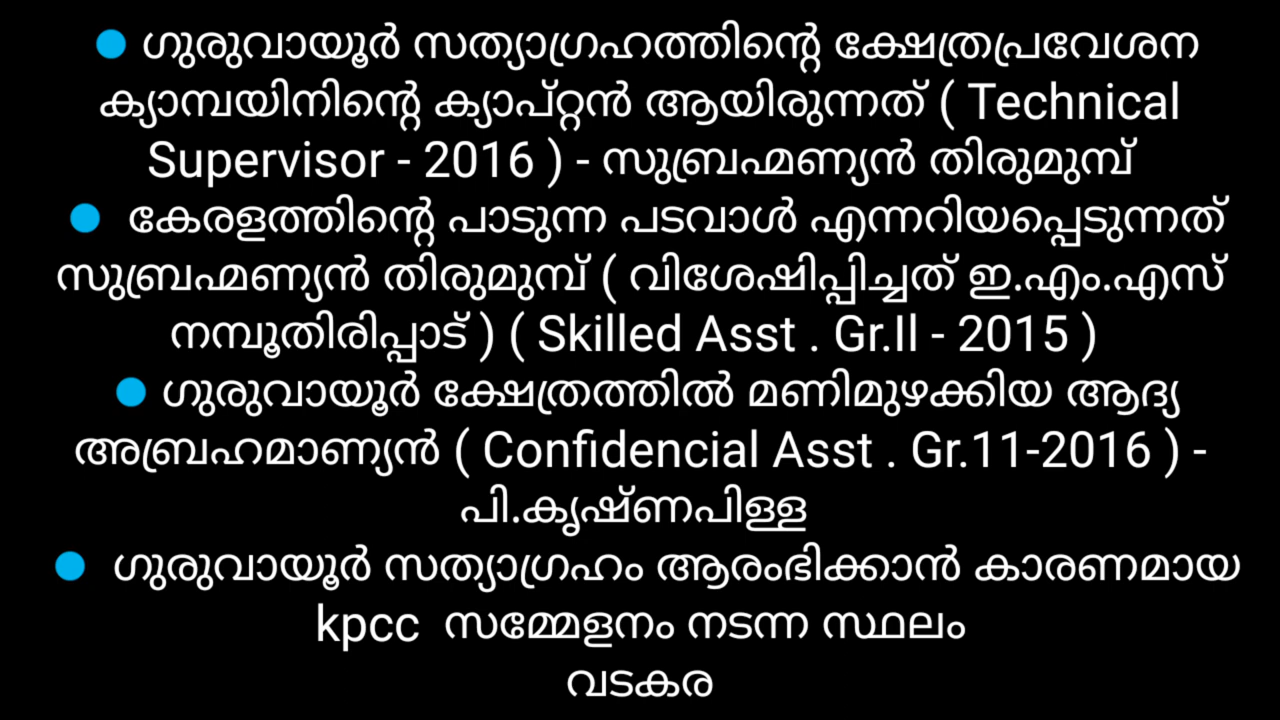 ഗുരുവായൂർ സത്യാഗ്രഹത്തിന്റെ ക്ഷേത്രപ്രവേശന
ക്യാമ്പയിനിന്റെ ക്യാപ്റ്റൻ ആയിരുന്നത് ( Technical
Supervisor - 2016 ) - സുബ്രഹ്മണ്യൻ തിരുമുമ്പ്
കേരളത്തിന്റെ പാടുന്ന പടവാൾ എന്നറിയപ്പെടുന്നത്
സുബ്രഹ്മണ്യൻ തിരുമുമ്പ് ( വിശേഷിപ്പിച്ചത് ഇ.എം.എസ്
നമ്പൂതിരിപ്പാട് ) ( Skilled Asst . Gr.Il - 2015 )
ഗുരുവായൂർ ക്ഷേത്രത്തിൽ മണിമുഴക്കിയ ആദ്യ
അബ്രഹമാണ്യൻ ( Confidencial Asst . Gr.11-2016 ) -
പി.കൃഷ്ണപിള്ള
ഗുരുവായൂർ സത്യാഗ്രഹം ആരംഭിക്കാൻ കാരണമായ
kpcc സമ്മേളനം നടന്ന സ്ഥലം
വടകര